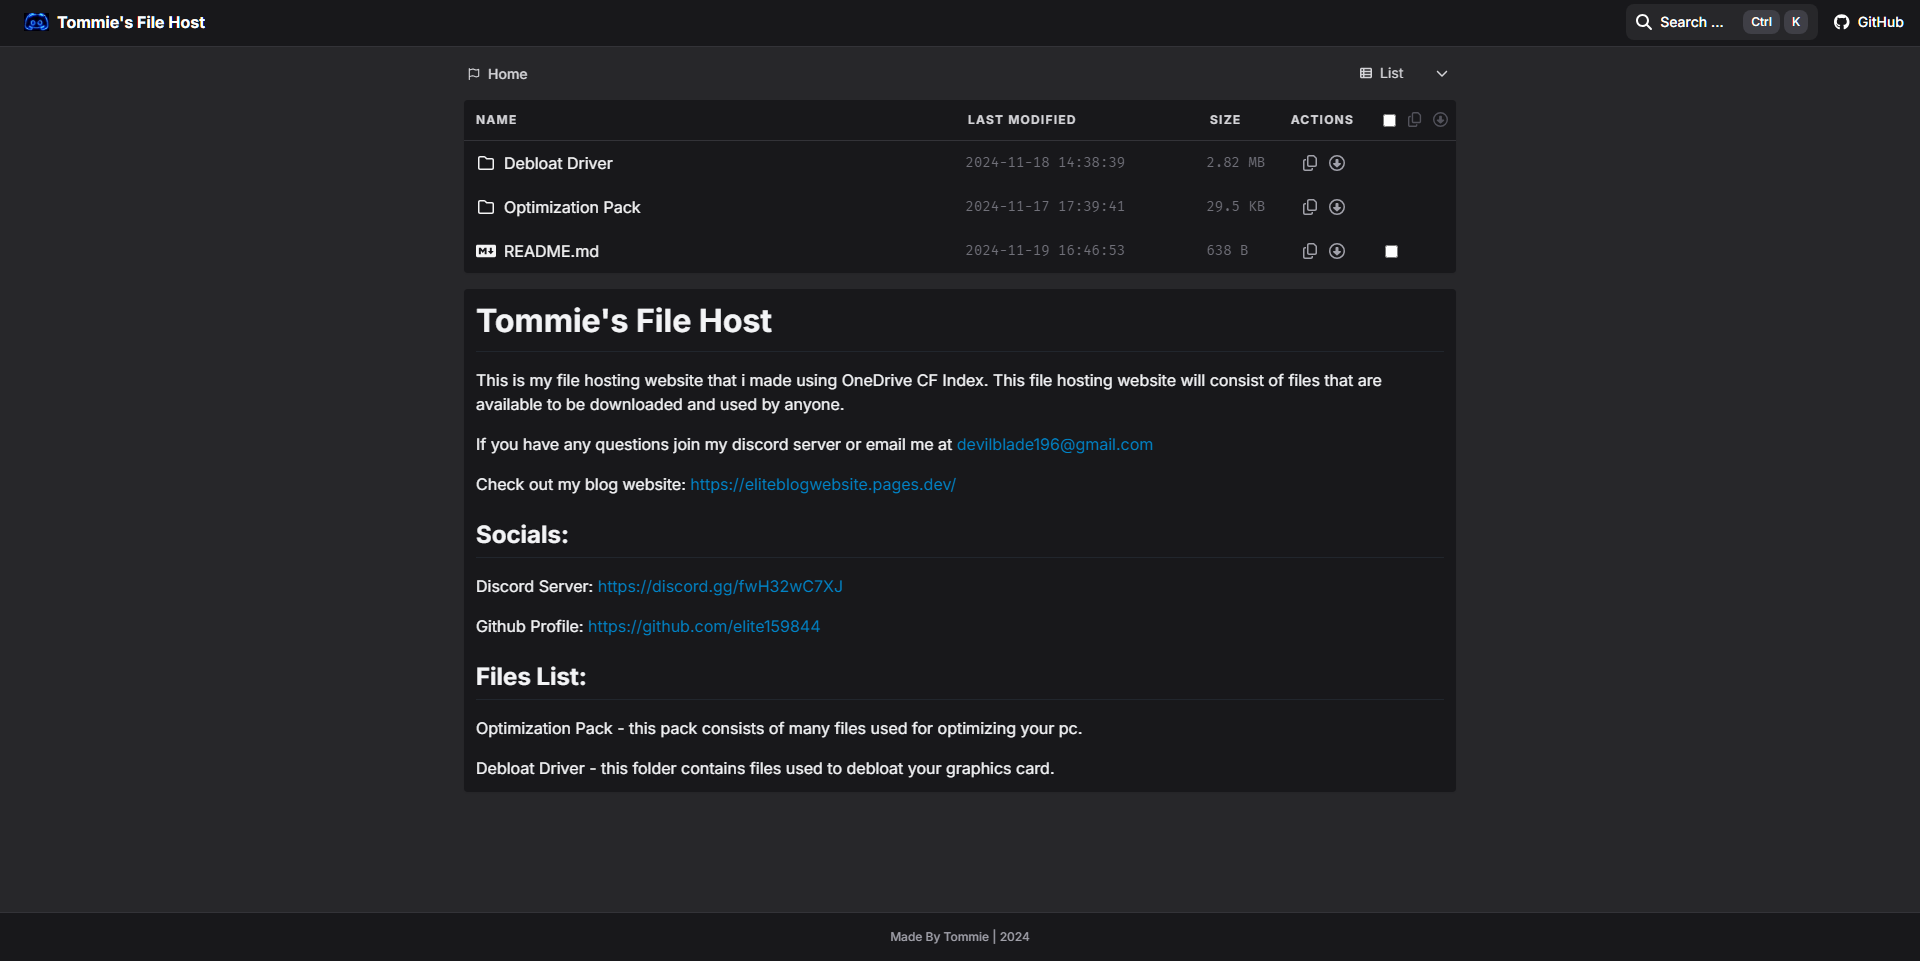 Tommie's File Host
Search ... Ctrl K GitHub
Home
List
NAME LAST MODIFIED SIZE ACTIONS
Debloat Driver 2024-11-18 14:38:39 2.82 MB
Optimization Pack 2024-11-17 17:39:41 29.5 KB
README.md 2024-11-19 16:46:53 638 B
Tommie's File Host
This is my file hosting website that i made using OneDrive CF Index. This file hosting website will consist of files that are
available to be downloaded and used by anyone.
If you have any questions join my discord server or email me at devilblade196@gmail.com
Check out my blog website: https://eliteblogwebsite.pages.dev/
Socials:
Discord Server: https://discord.gg/fwH32wC7XJ
Github Profile: https://github.com/elite159844
Files List:
Optimization Pack - this pack consists of many files used for optimizing your pc.
Debloat Driver - this folder contains files used to debloat your graphics card.
Made By Tommie | 2024